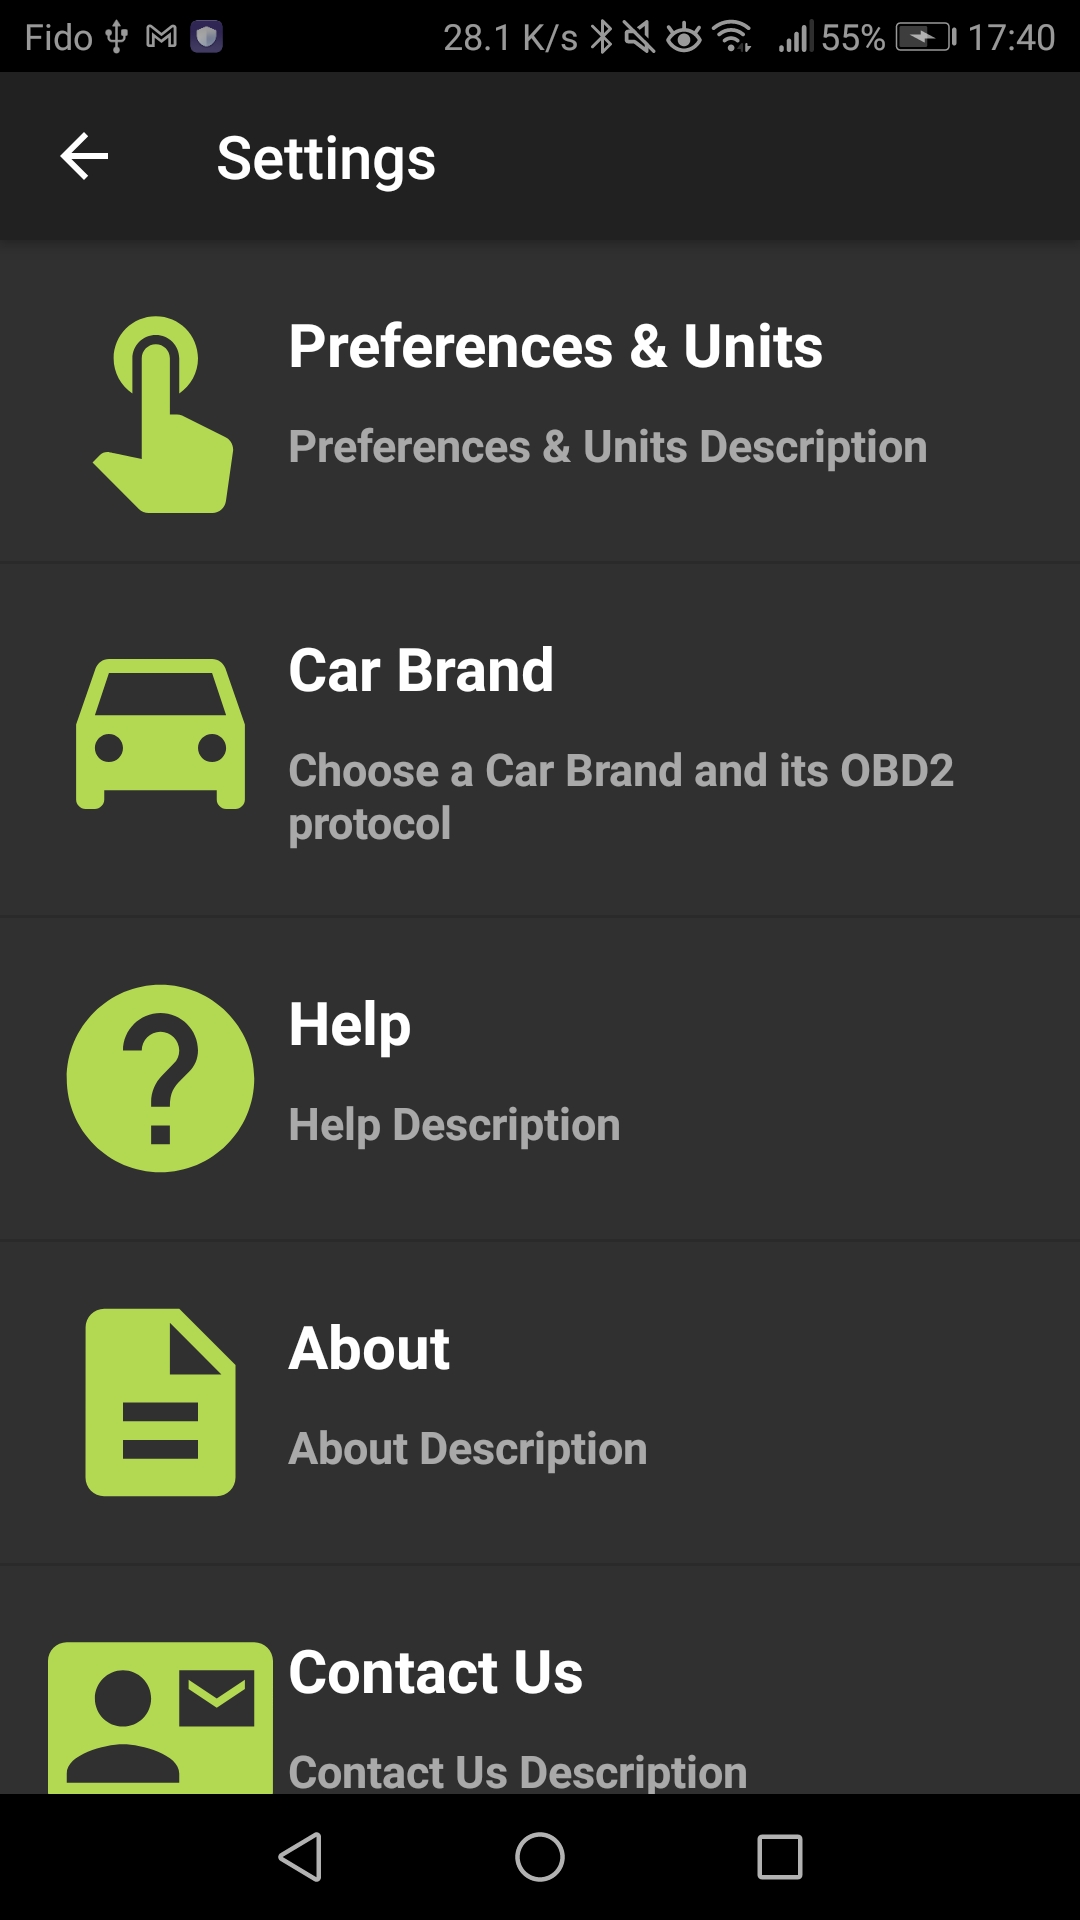 Fido 28.1 K/s 55% 17:40
Settings
Preferences & Units
Preferences & Units Description
Car Brand
Choose a Car Brand and its OBD2
protocol
Help
Help Description
About
About Description
Contact Us
Contact Us Description